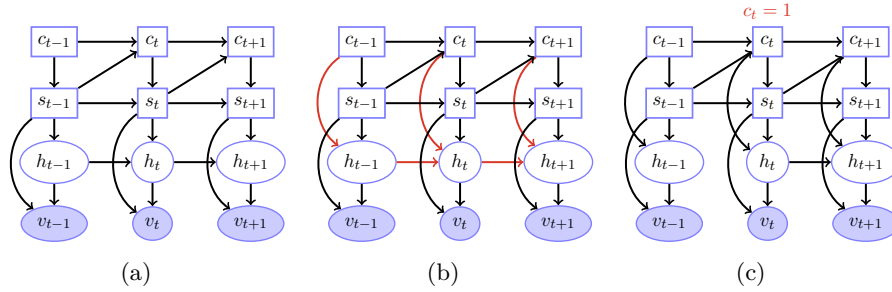 c_t = 1
c_{t-1} c_t c_{t+1} c_{t-1} c_t c_{t+1} c_{t-1} c_t c_{t+1}
s_{t-1} s_t s_{t+1} s_{t-1} s_t s_{t+1} s_{t-1} s_t s_{t+1}
h_{t-1} h_t h_{t+1} h_{t-1} h_t h_{t+1} h_{t-1} h_t h_{t+1}
v_{t-1} v_t v_{t+1} v_{t-1} v_t v_{t+1} v_{t-1} v_t v_{t+1}
(a) (b) (c)